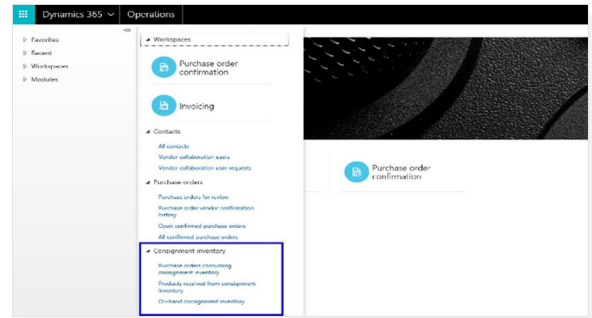 Dynamics 365 Operations
Favorites
Recent
Workspaces
Modules
Workspaces
Purchase order
confirmation
Invoicing
Contacts
All contacts
Vendor collaboration users
Vendor collaboration user requests
Purchase orders
Purchase orders for review
Purchase order vendor confirmation
history
Open confirmed purchase orders
All confirmed purchase orders
Consignment inventory
Purchase orders consuming
consignment inventory
Products received from consignment
inventory
On-hand consignment inventory
Purchase order
confirmation